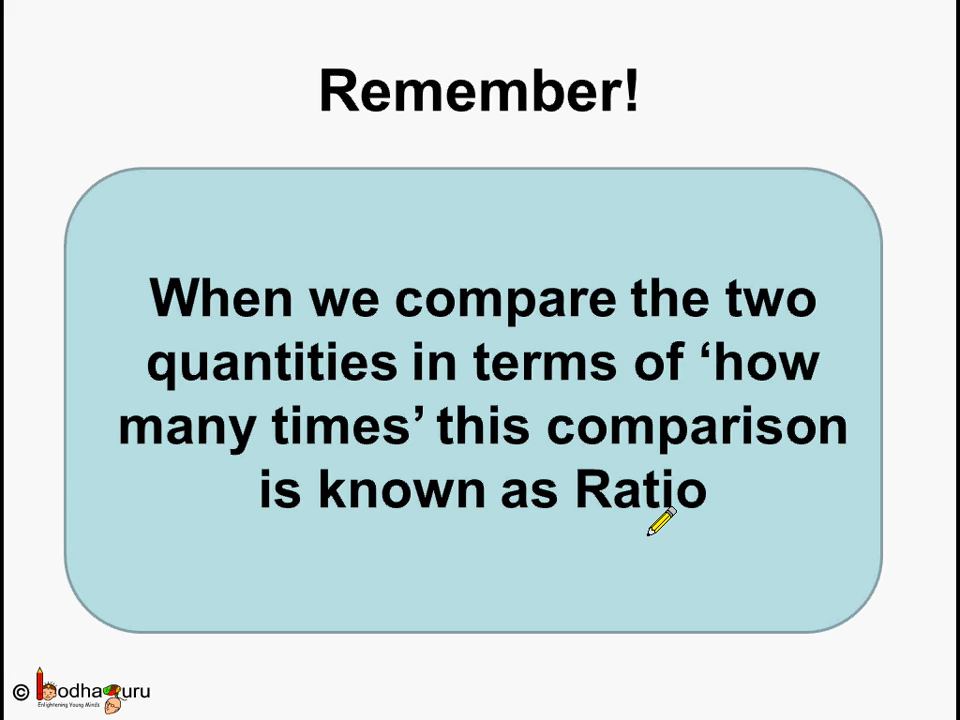 Remember!
When we compare the two
quantities in terms of ‘how
many times’ this comparison
is known as Ratio
© BodhaGuru
Enlightening Young Minds